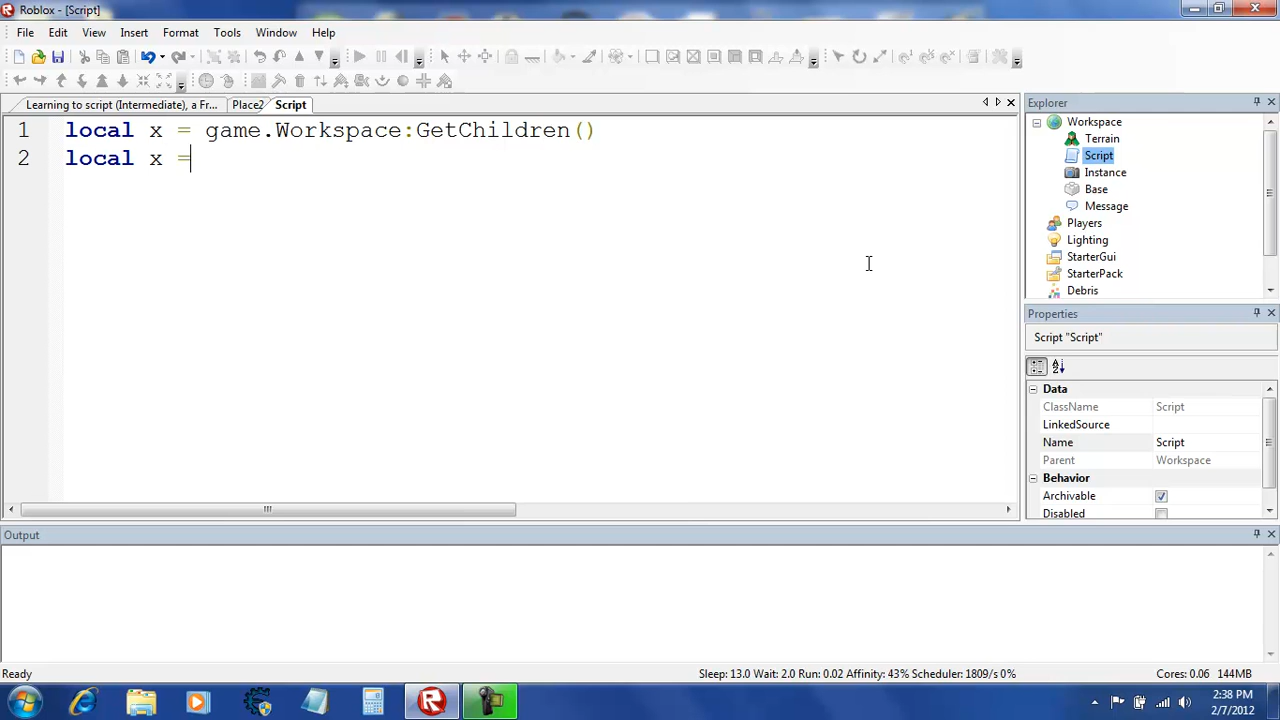 Roblox - [Script]
File Edit View Insert Format Tools Window Help
Learning to script (Intermediate), a Fr... Place2 Script
1 local x = game.Workspace:GetChildren()
2 local x =
Explorer
Workspace
Terrain
Script
Instance
Base
Message
Players
Lighting
StarterGui
StarterPack
Debris
Properties
Script "Script"
Data
ClassName Script
LinkedSource
Name Script
Parent Workspace
Behavior
Archivable
Disabled
Output
Ready Sleep: 13.0 Wait: 2.0 Run: 0.02 Affinity: 43% Scheduler: 1809/s 0% Cores: 0.06 144MB
2:38 PM
2/7/2012